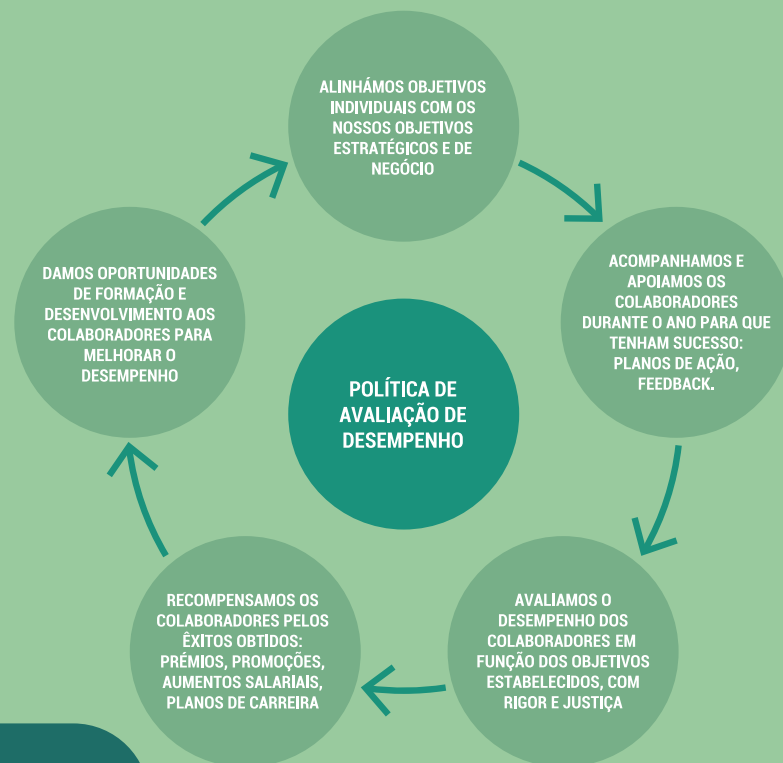 ALINHÁMOS OBJETIVOS
INDIVIDUAIS COM OS
NOSSOS OBJETIVOS
ESTRATÉGICOS E DE
NEGÓCIO
ACOMPANHAMOS E
APOIAMOS OS
COLABORADORES
DURANTE O ANO PARA QUE
TENHAM SUCESSO:
PLANOS DE AÇÃO,
FEEDBACK.
AVALIAMOS O
DESEMPENHO DOS
COLABORADORES EM
FUNÇÃO DOS OBJETIVOS
ESTABELECIDOS, COM
RIGOR E JUSTIÇA
RECOMPENSAMOS OS
COLABORADORES PELOS
ÊXITOS OBTIDOS:
PRÉMIOS, PROMOÇÕES,
AUMENTOS SALARIAIS,
PLANOS DE CARREIRA
DAMOS OPORTUNIDADES
DE FORMAÇÃO E
DESENVOLVIMENTO AOS
COLABORADORES PARA
MELHORAR O
DESEMPENHO
POLÍTICA DE
AVALIAÇÃO DE
DESEMPENHO